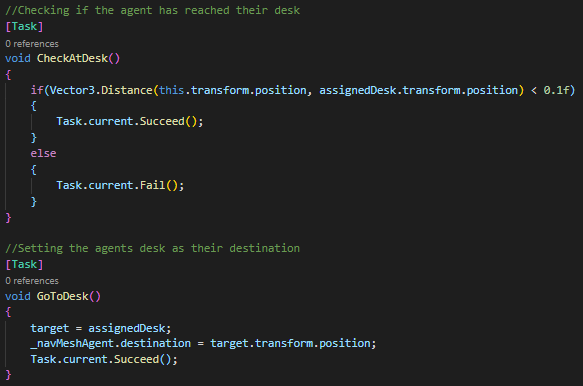 //Checking if the agent has reached their desk
[Task]
0 references
void CheckAtDesk()
{
    if(Vector3.Distance(this.transform.position, assignedDesk.transform.position) < 0.1f)
    {
        Task.current.Succeed();
    }
    else
    {
        Task.current.Fail();
    }
}
//Setting the agents desk as their destination
[Task]
0 references
void GoToDesk()
{
    target = assignedDesk;
    _navMeshAgent.destination = target.transform.position;
    Task.current.Succeed();
}